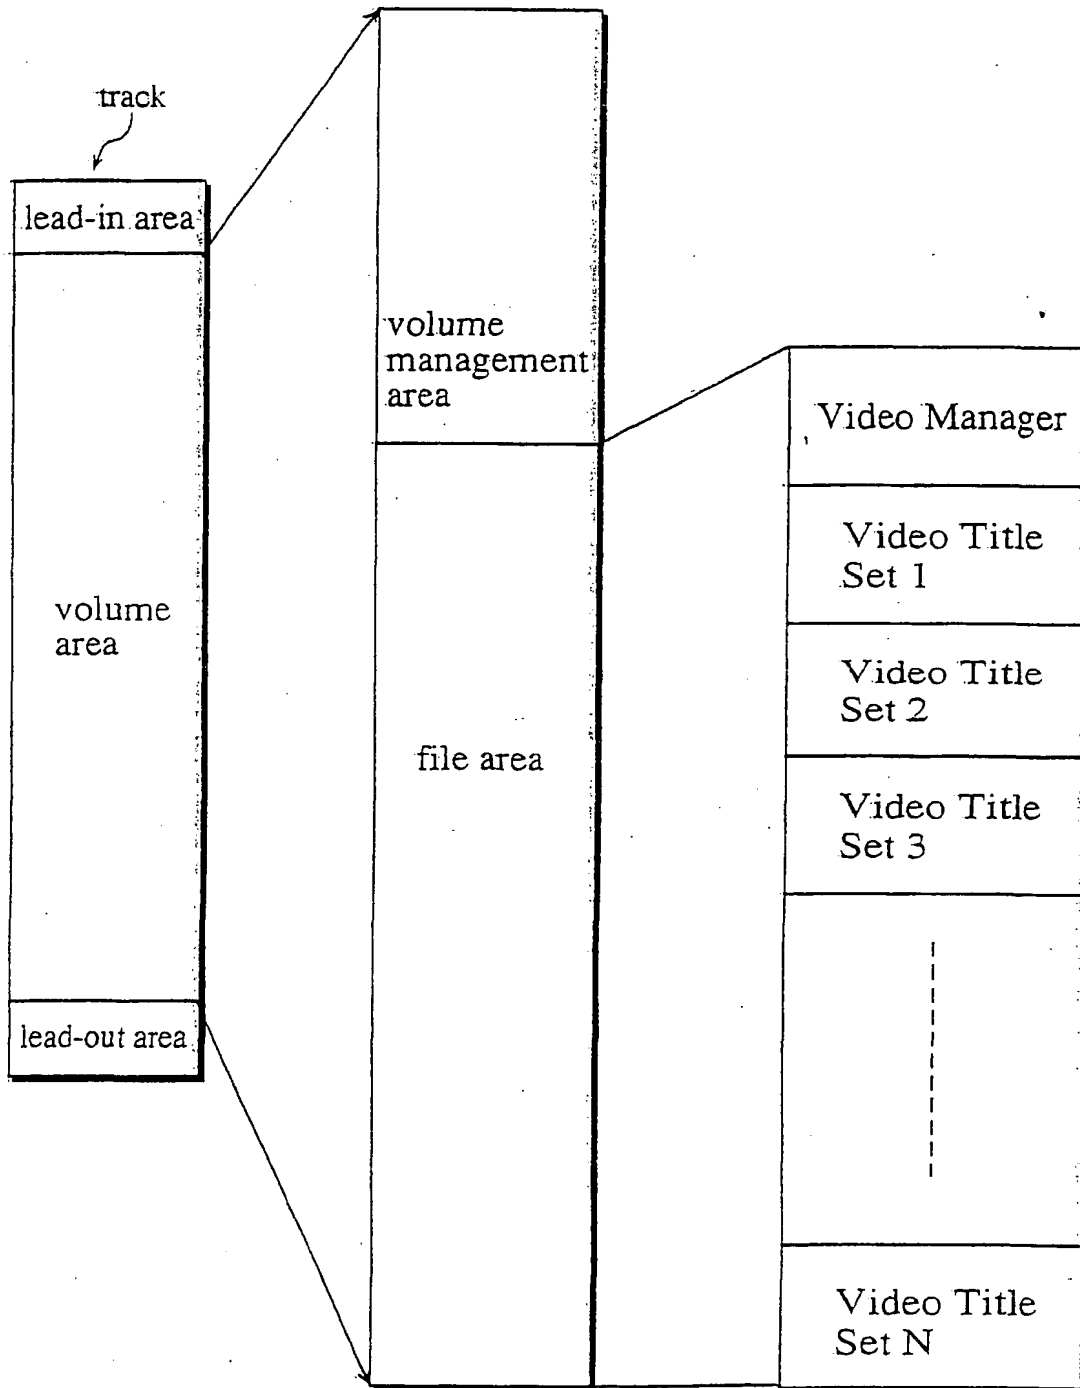 track
lead-in area
volume
area
lead-out area
volume
management
area
file area
Video Manager
Video Title
Set 1
Video Title
Set 2
Video Title
Set 3
Video Title
Set N